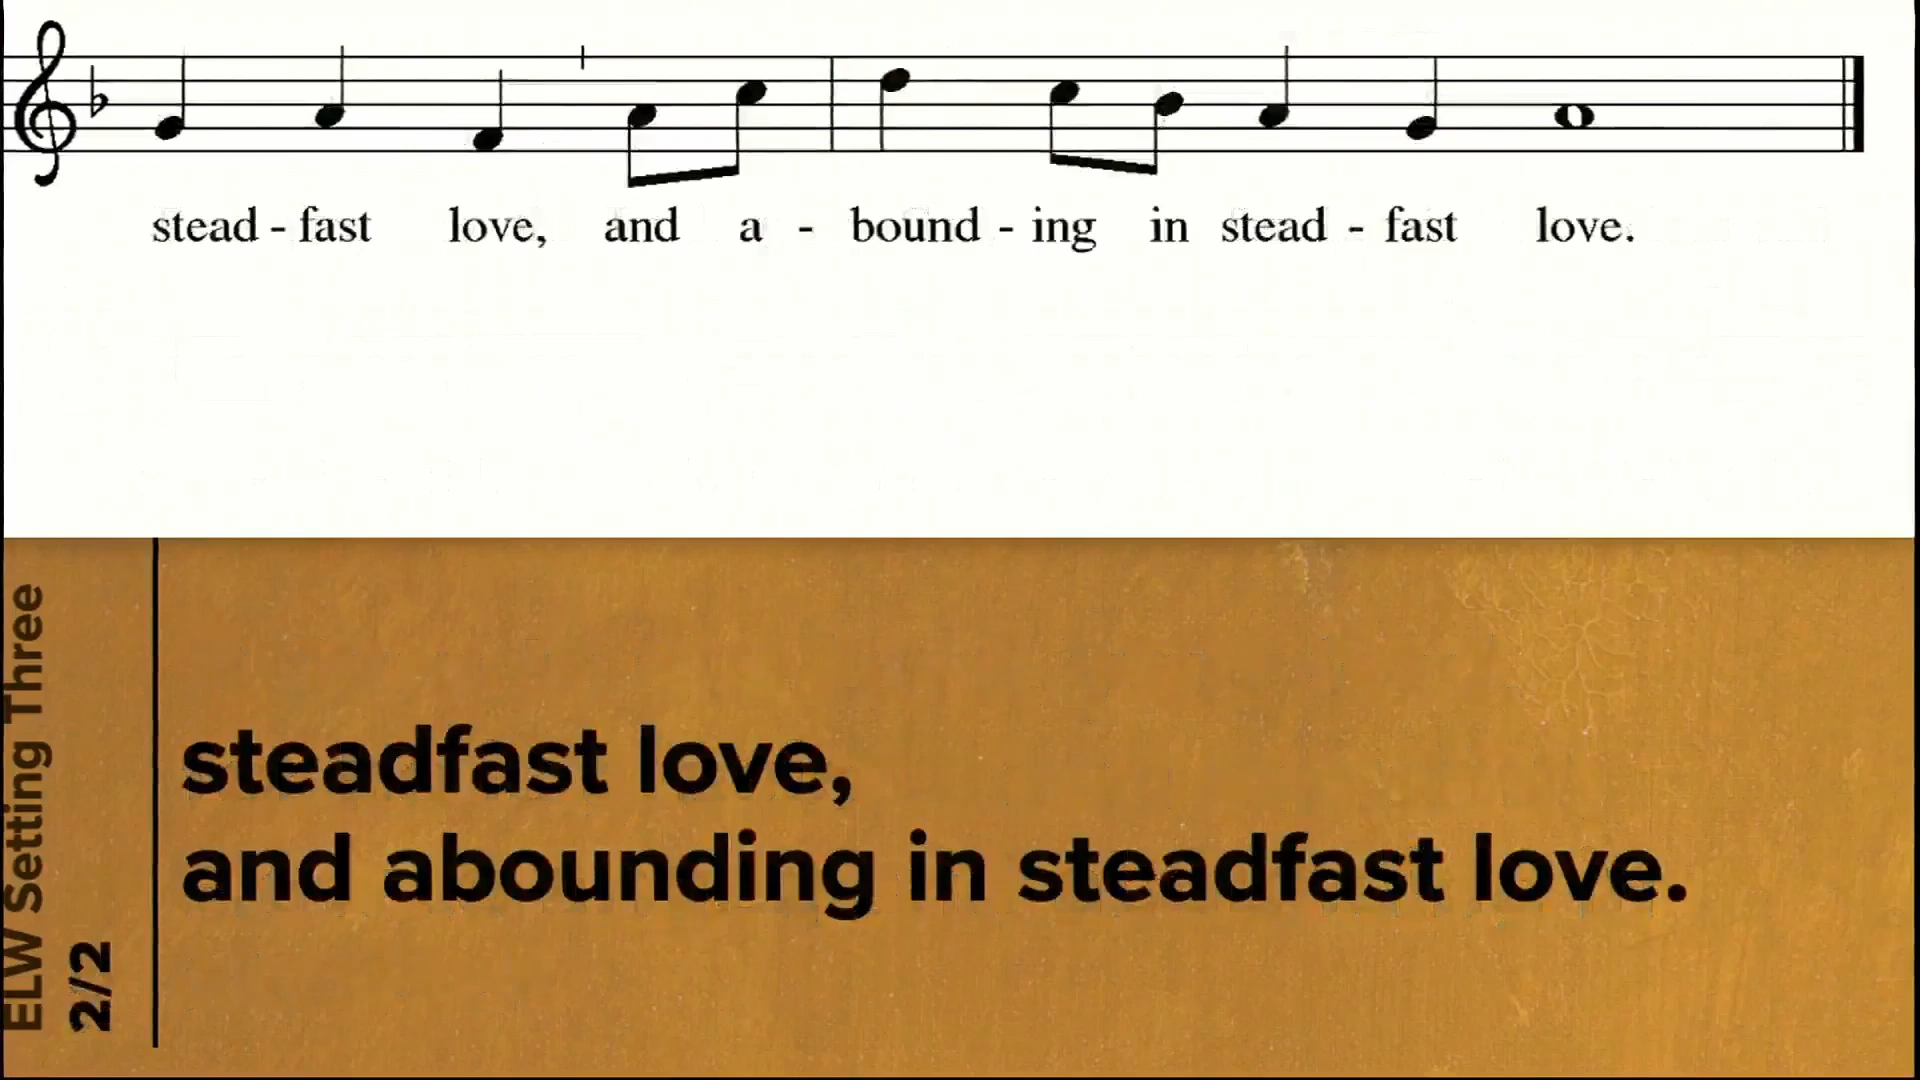 stead - fast love, and a - bound - ing in stead - fast love.
ELW Setting Three
2/2
steadfast love,
and abounding in steadfast love.